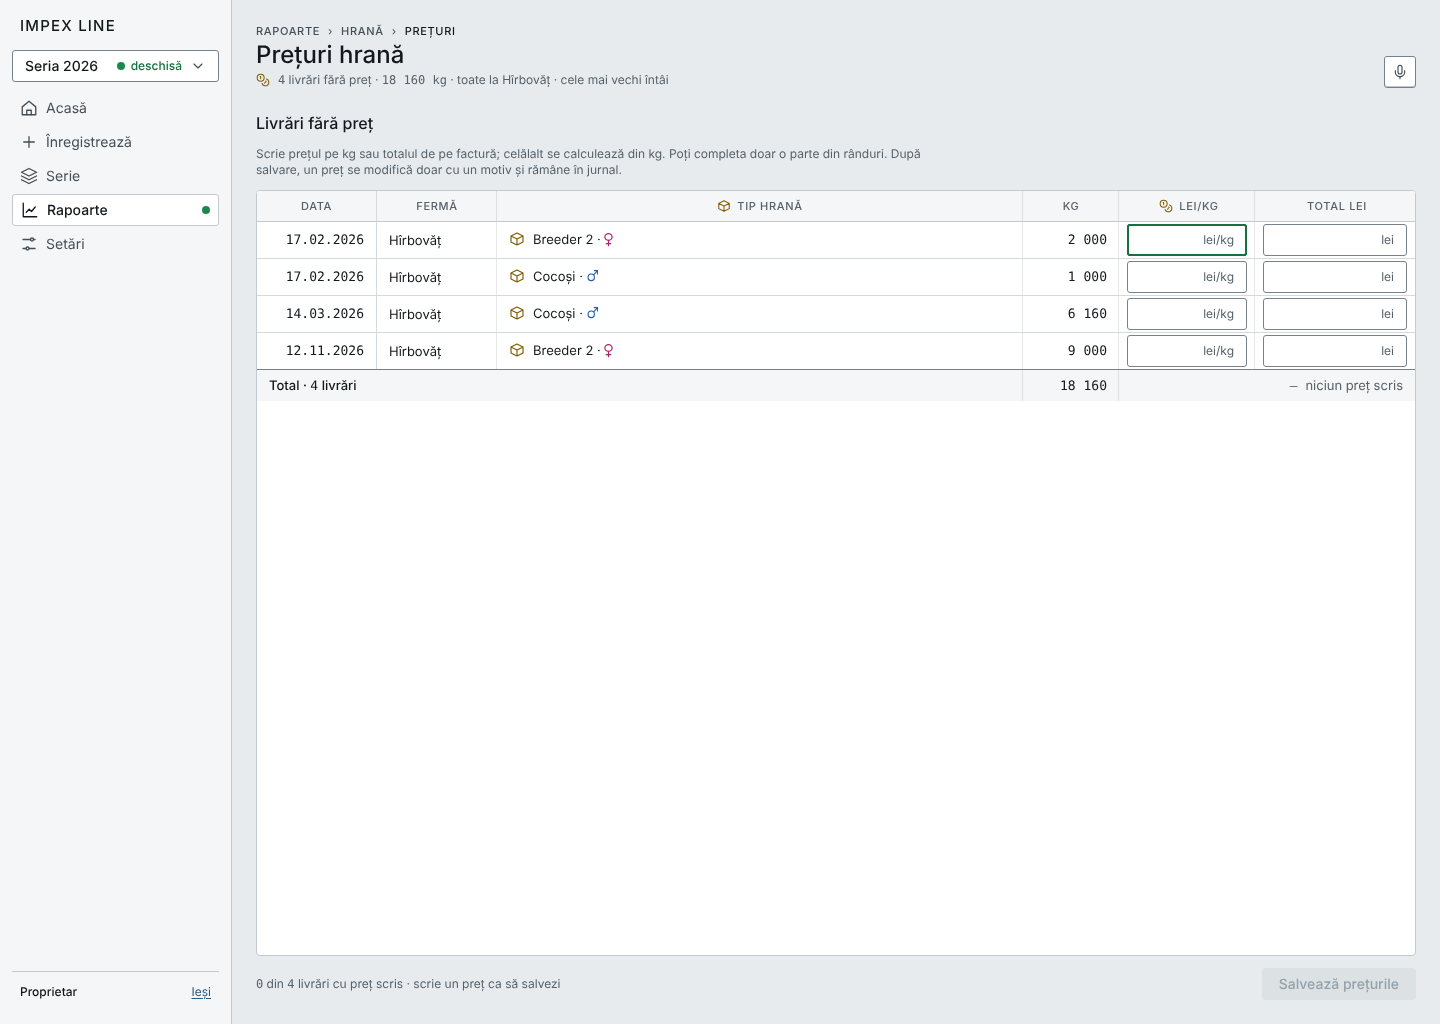 IMPEX LINE
Seria 2026 deschisă
Acasă
Înregistrează
Serie
Rapoarte
Setări
Proprietar Ieși
RAPOARTE › HRANĂ › PREȚURI
Prețuri hrană
4 livrări fără preț · 18 160 kg · toate la Hîrbovăț · cele mai vechi întâi
Livrări fără preț
Scrie prețul pe kg sau totalul de pe factură; celălalt se calculează din kg. Poți completa doar o parte din rânduri. După
salvare, un preț se modifică doar cu un motiv și rămâne în jurnal.
DATA FERMĂ TIP HRANĂ KG LEI/KG TOTAL LEI
17.02.2026 Hîrbovăț Breeder 2 · ♀ 2 000 lei/kg lei
17.02.2026 Hîrbovăț Cocoși · ♂ 1 000 lei/kg lei
14.03.2026 Hîrbovăț Cocoși · ♂ 6 160 lei/kg lei
12.11.2026 Hîrbovăț Breeder 2 · ♀ 9 000 lei/kg lei
Total · 4 livrări 18 160 — niciun preț scris
0 din 4 livrări cu preț scris · scrie un preț ca să salvezi
Salvează prețurile